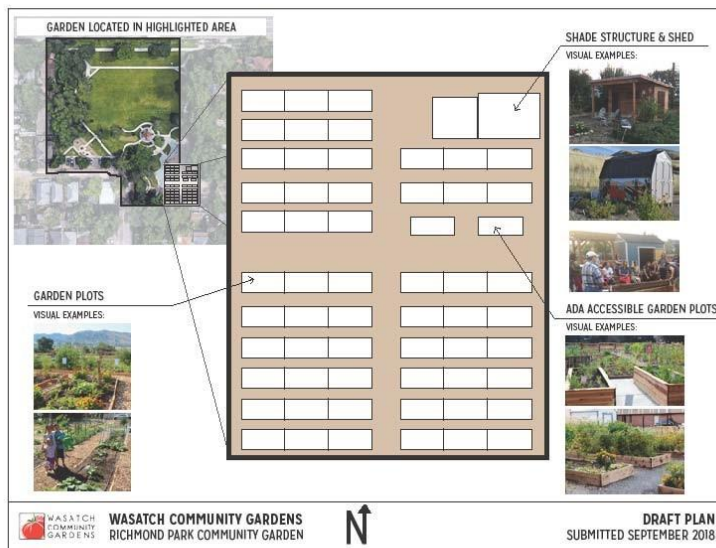 GARDEN LOCATED IN HIGHLIGHTED AREA
SHADE STRUCTURE & SHED
VISUAL EXAMPLES:
GARDEN PLOTS
VISUAL EXAMPLES:
ADA ACCESSIBLE GARDEN PLOTS
VISUAL EXAMPLES:
WASATCH
COMMUNITY
GARDENS
WASATCH COMMUNITY GARDENS
RICHMOND PARK COMMUNITY GARDEN
N
DRAFT PLAN
SUBMITTED SEPTEMBER 2018